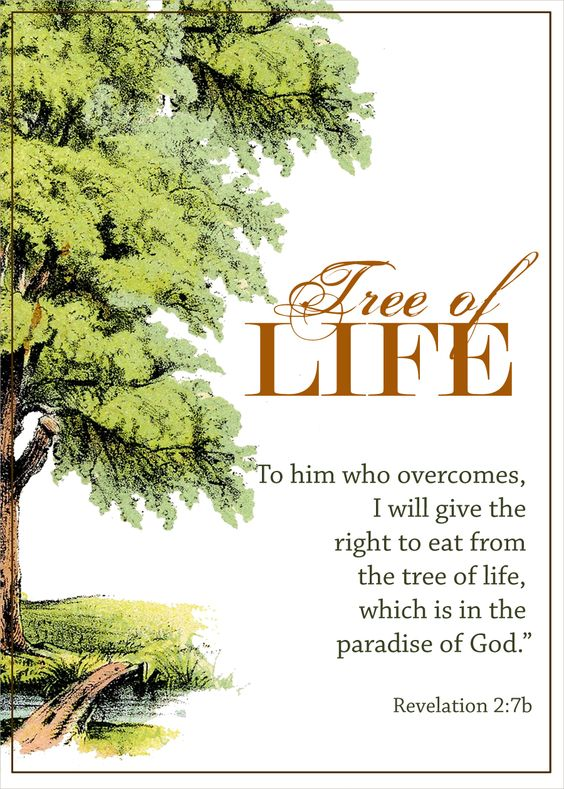 Tree of
LIFE
To him who overcomes,
I will give the
right to eat from
the tree of life,
which is in the
paradise of God.”
Revelation 2:7b